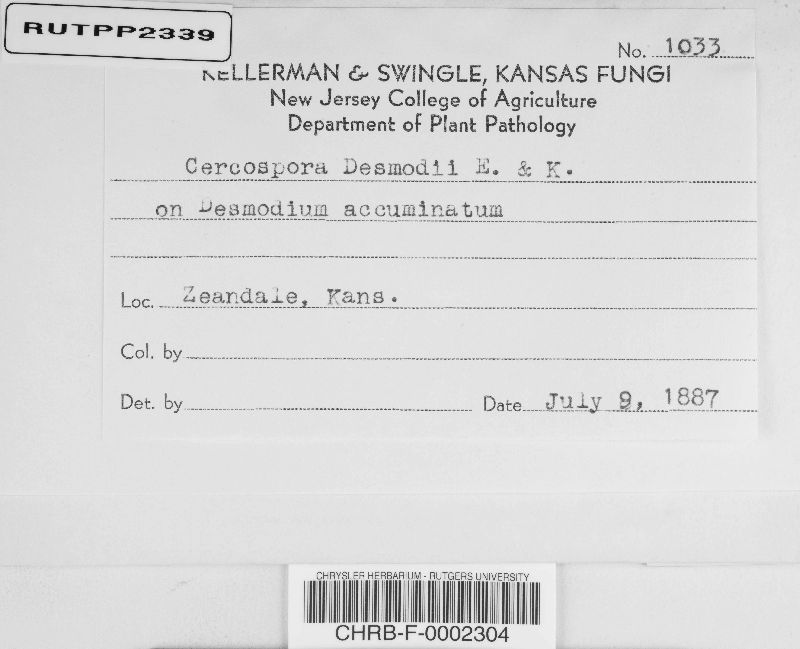 RUTPP2339
No. 1033
KELLERMAN & SWINGLE, KANSAS FUNGI
New Jersey College of Agriculture
Department of Plant Pathology
Cercospora Desmodii E. & K.
on Desmodium accuminatum
Loc. Zeandale, Kans.
Col. by
Det. by Date July 9, 1887
CHRYSLER HERBARIUM - RUTGERS UNIVERSITY
CHRB-F-0002304